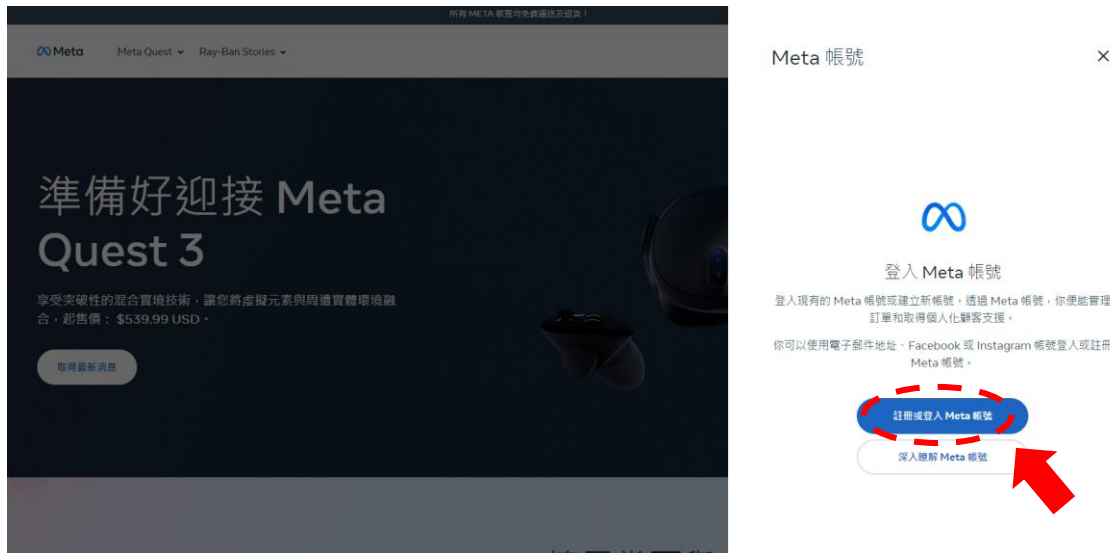 所有 META 裝置均免費運送及退貨!
Meta
Meta Quest
Ray-Ban Stories
準備好迎接 Meta
Quest 3
享受突破性的混合實境技術,讓您將虛擬元素與周遭實體環境融
合,起售價: $539.99 USD。
取得最新消息
Meta 帳號
登入 Meta 帳號
登入現有的 Meta 帳號或建立新帳號。透過 Meta 帳號,你便能管理
訂單和取得個人化顧客支援。
你可以使用電子郵件地址、Facebook 或 Instagram 帳號登入或註冊
Meta 帳號。
註冊或登入 Meta 帳號
深入瞭解 Meta 帳號